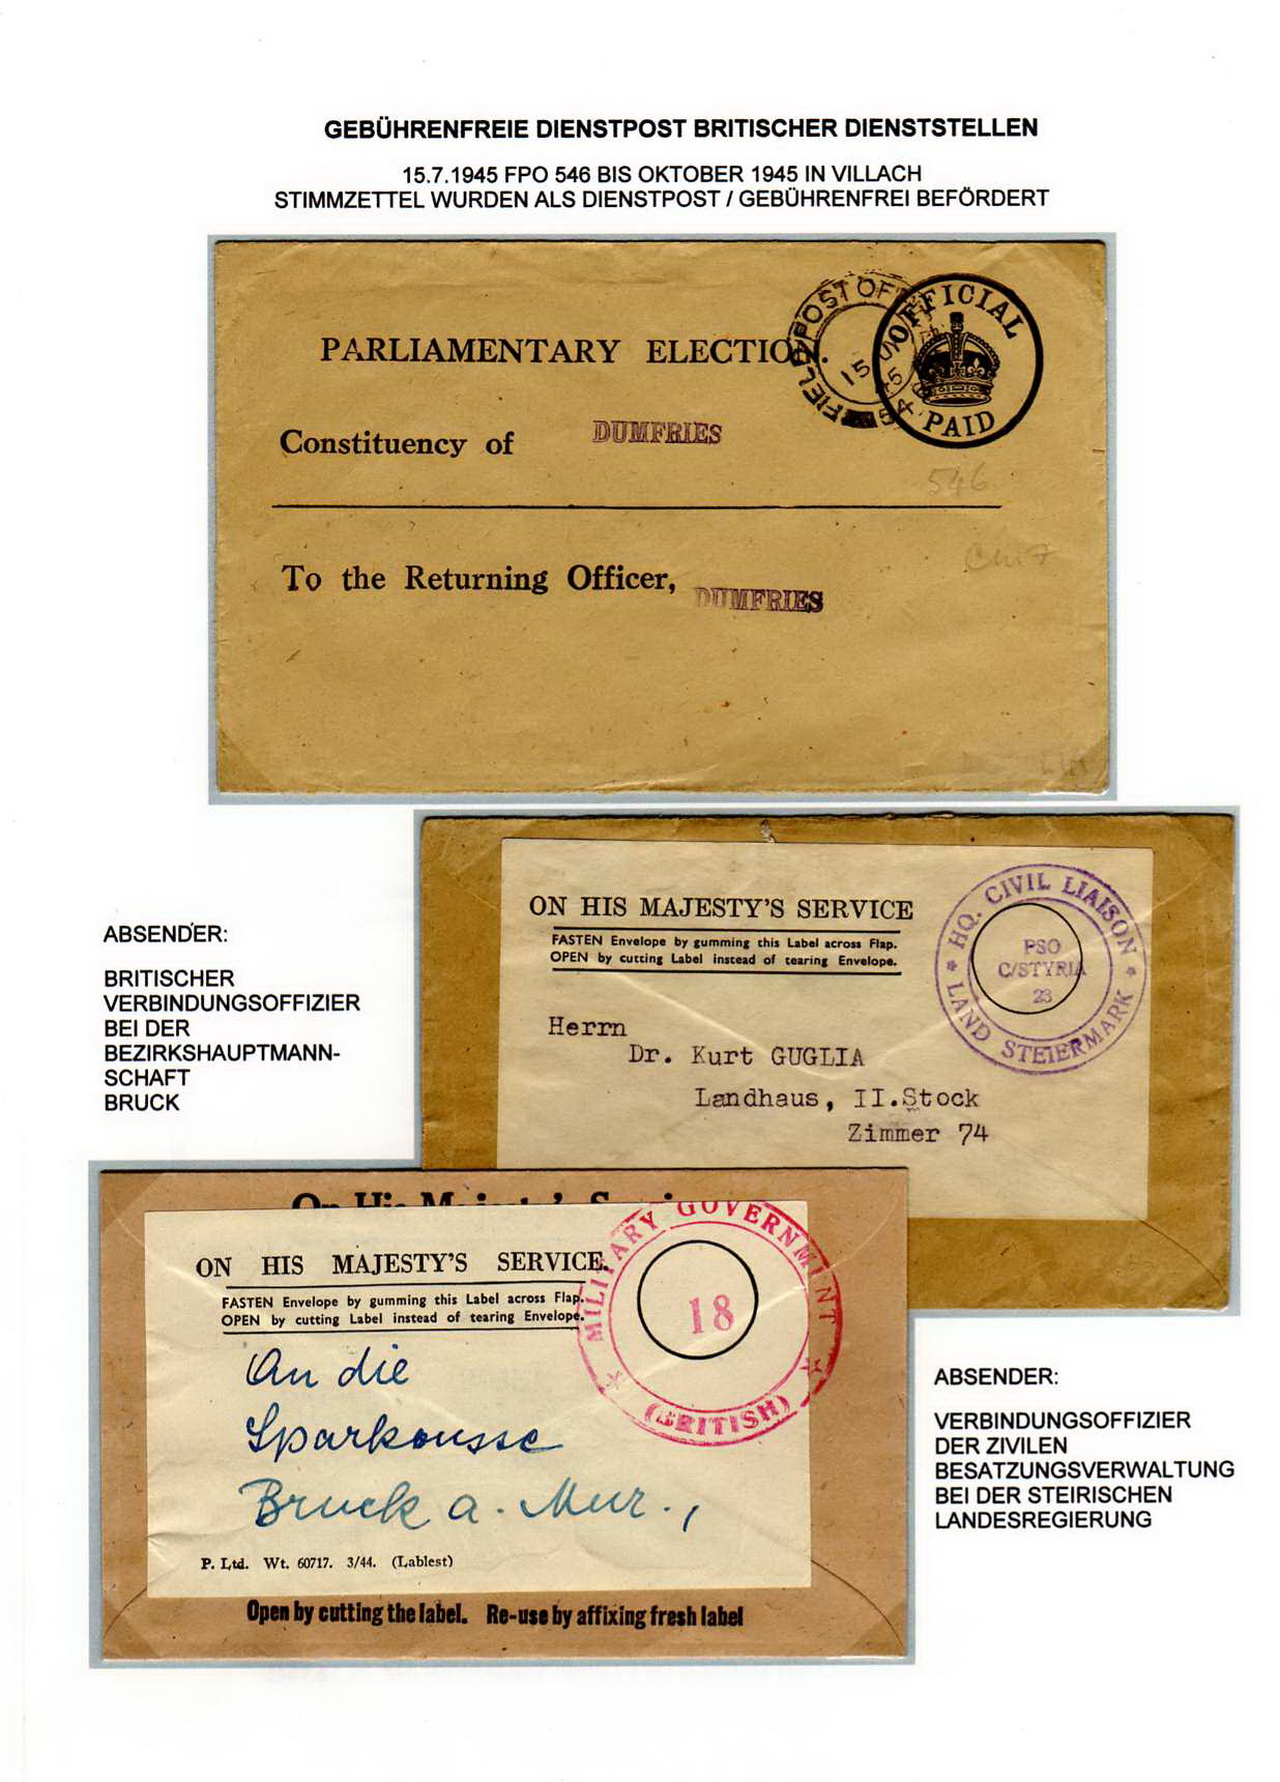 GEBÜHRENFREIE DIENSTPOST BRITISCHER DIENSTSTELLEN
15.7.1945 FPO 546 BIS OKTOBER 1945 IN VILLACH
STIMMZETTEL WURDEN ALS DIENSTPOST / GEBÜHRENFREI BEFÖRDERT
PARLIAMENTARY ELECTION.
FIELD POST OF
15
OFFICIAL
PAID
Constituency of DUMFRIES
546
To the Returning Officer, DUMFRIES
ABSENDER:
BRITISCHER
VERBINDUNGSOFFIZIER
BEI DER
BEZIRKSHAUPTMANN-
SCHAFT
BRUCK
ON HIS MAJESTY'S SERVICE
FASTEN Envelope by gumming this Label across Flap.
OPEN by cutting Label instead of tearing Envelope.
* HQ. CIVIL LIAISON *
LAND STEIERMARK
PSO
C/STYRIA
23
Herrn
Dr. Kurt GUGLIA
Landhaus, II.Stock
Zimmer 74
On His Majesty's Service
ON HIS MAJESTY'S SERVICE.
FASTEN Envelope by gumming this Label across Flap.
OPEN by cutting Label instead of tearing Envelope.
* MILITARY GOVERNMENT *
(BRITISH)
18
An die
Sparkasse
Bruck a. Mur.,
P. Ltd. Wt. 60717. 3/44. (Lablest)
Open by cutting the label. Re-use by affixing fresh label
ABSENDER:
VERBINDUNGSOFFIZIER
DER ZIVILEN
BESATZUNGSVERWALTUNG
BEI DER STEIRISCHEN
LANDESREGIERUNG